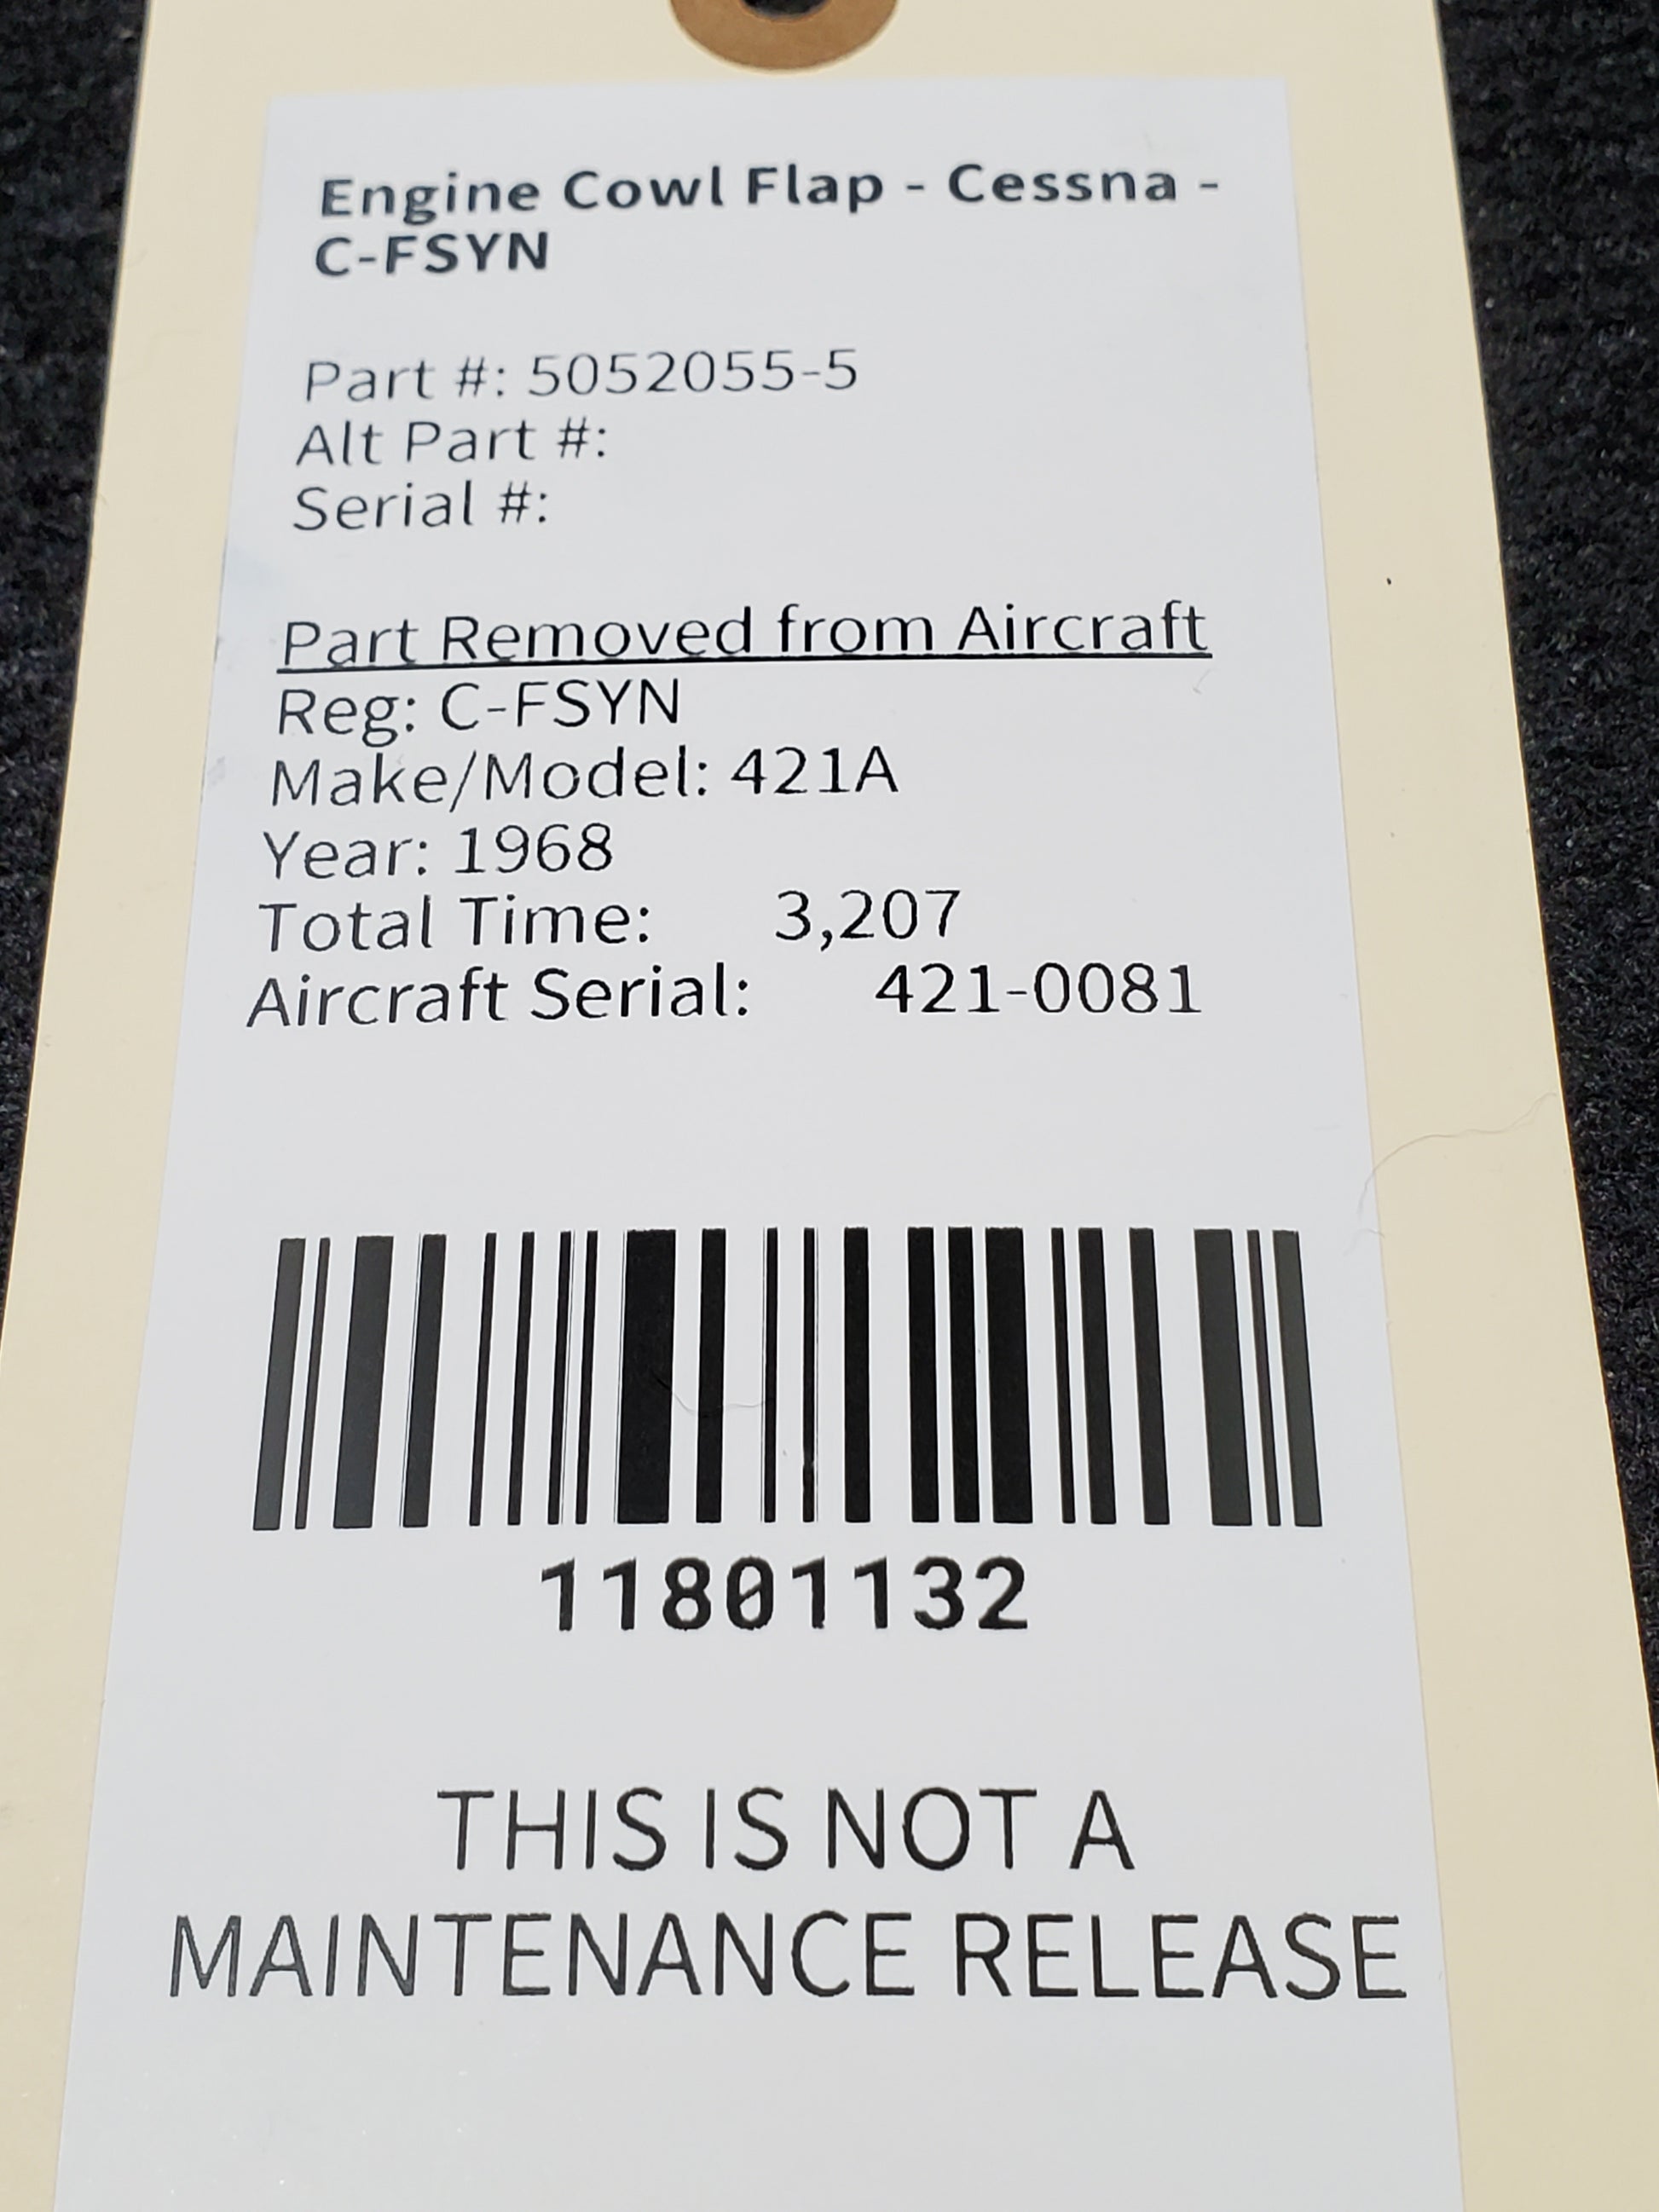 Engine Cowl Flap - Cessna -
C-FSYN
Part #: 5052055-5
Alt Part #:
Serial #:
Part Removed from Aircraft
Reg: C-FSYN
Make/Model: 421A
Year: 1968
Total Time: 3,207
Aircraft Serial: 421-0081
11801132
THIS IS NOT A
MAINTENANCE RELEASE